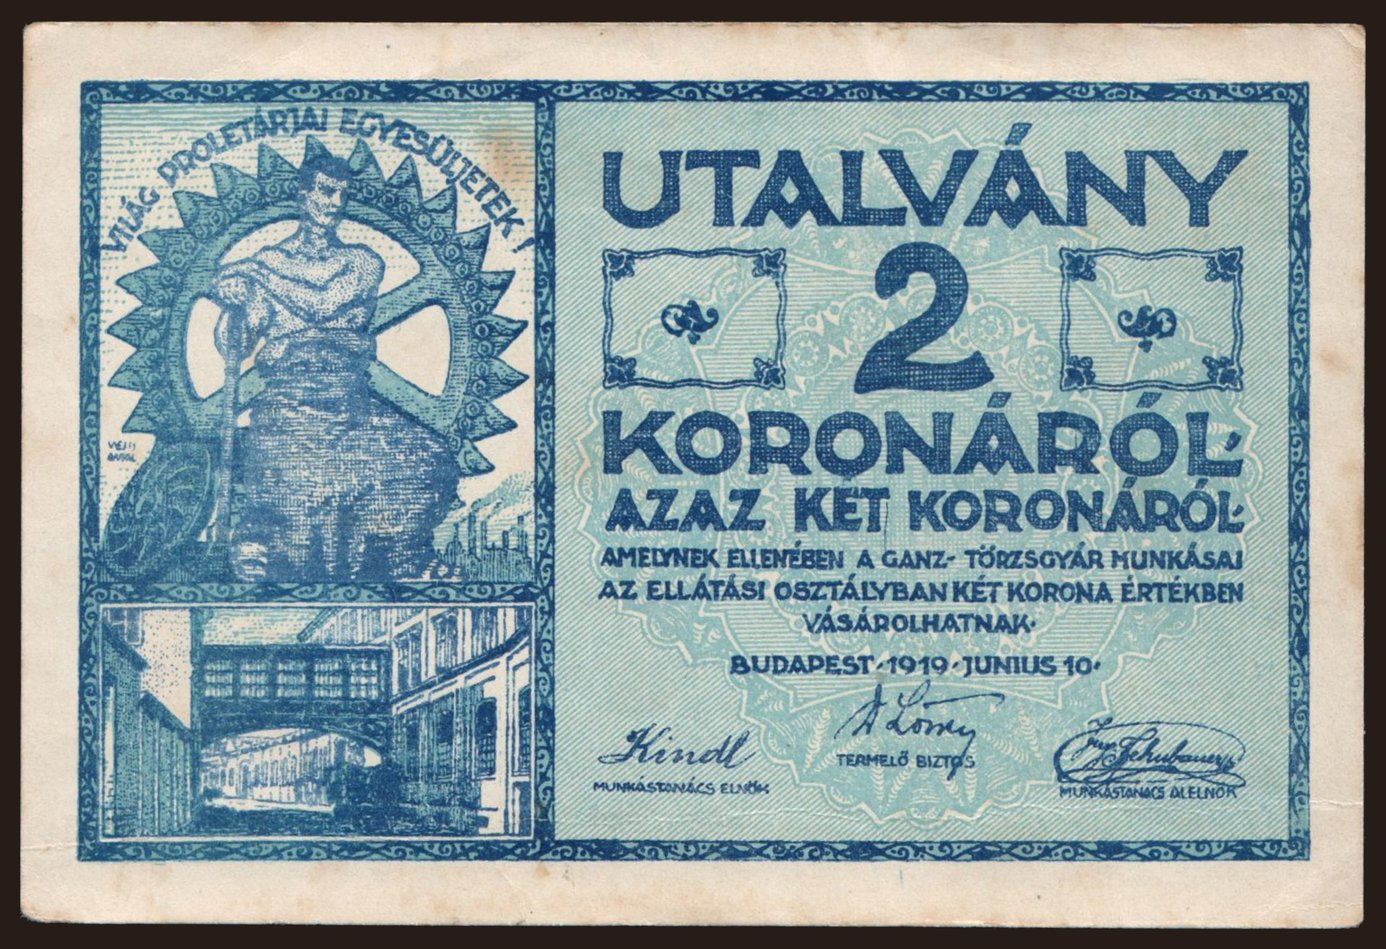 VILÁG PROLETÁRJAI EGYESÜLJETEK!
UTALVÁNY
2
KORONÁRÓL·
AZAZ KÉT KORONÁRÓL·
AMELYNEK ELLENÉBEN A GANZ-TÖRZSGYÁR MUNKÁSAI
AZ ELLÁTÁSI OSZTÁLYBAN KÉT KORONA ÉRTÉKBEN
VÁSÁROLHATNAK·
BUDAPEST·1919·JUNIUS 10·
Kindl
MUNKÁSTANÁCS ELNÖK
TERMELŐ BIZTOS
MUNKÁSTANÁCS ALELNÖK